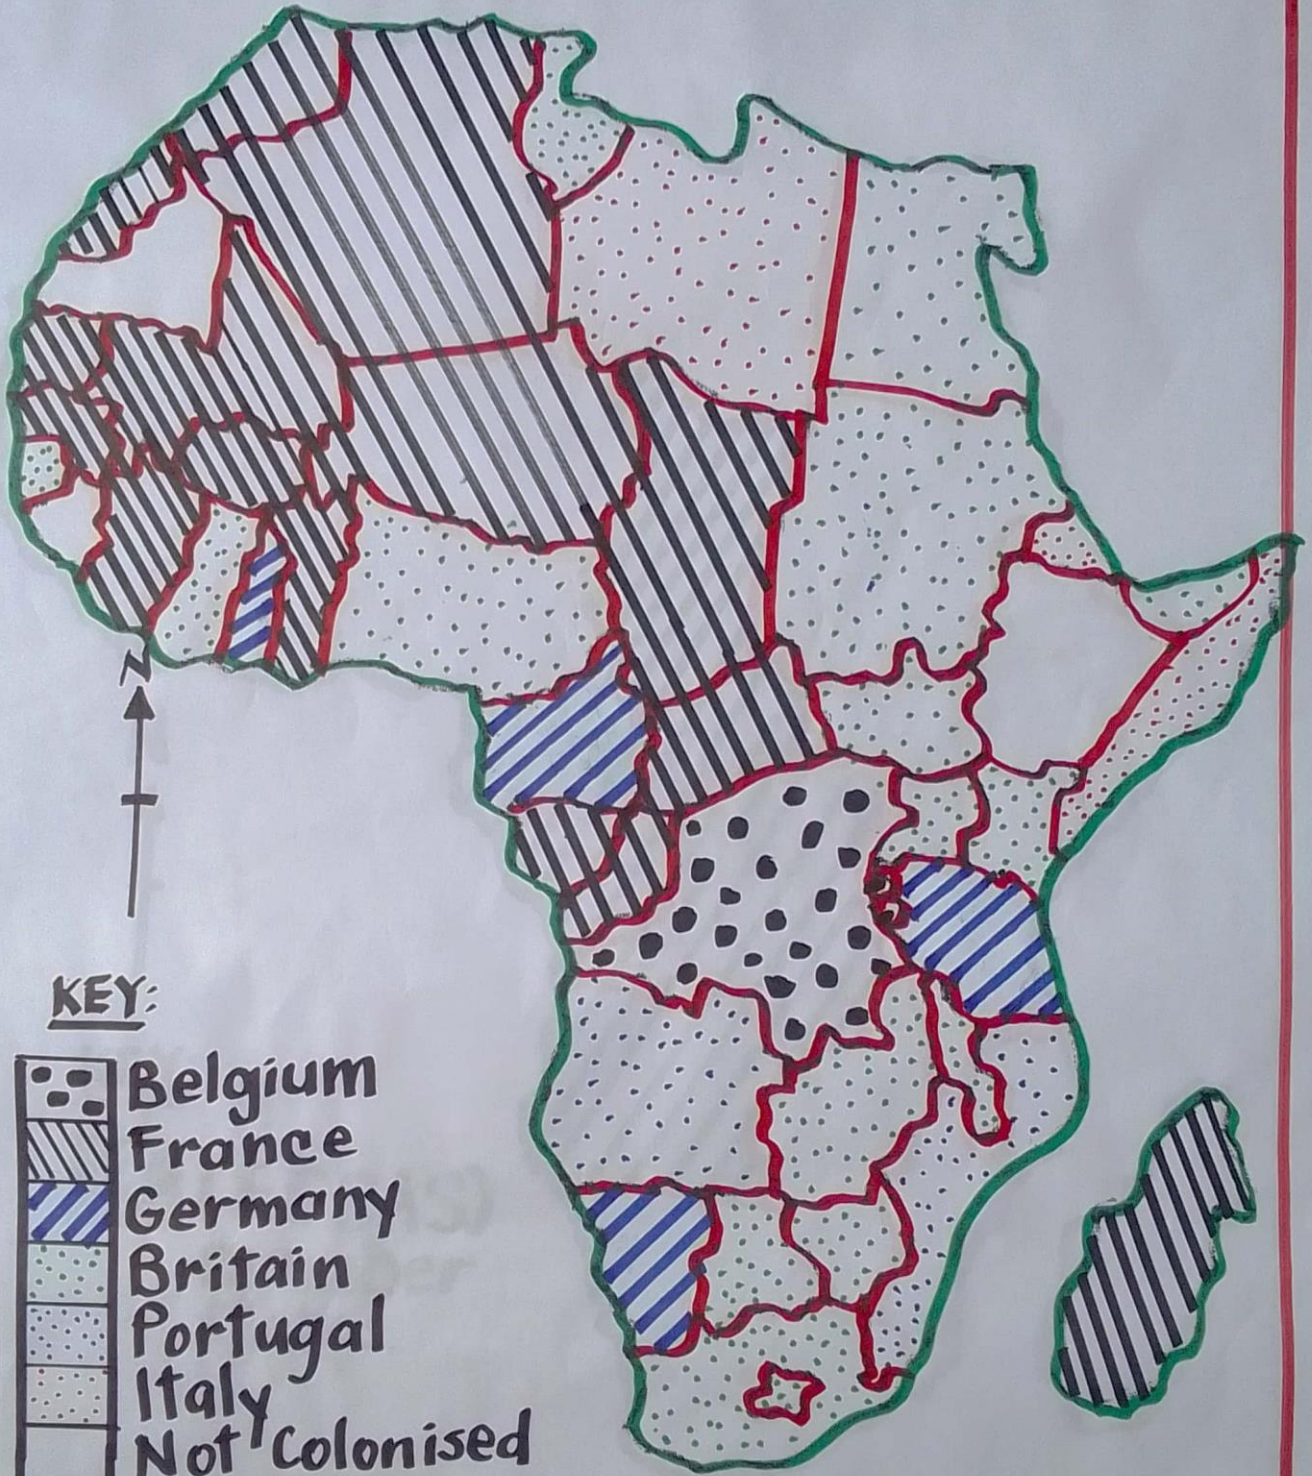 N
KEY:
Belgium
France
Germany
Britain
Portugal
Italy
Not Colonised